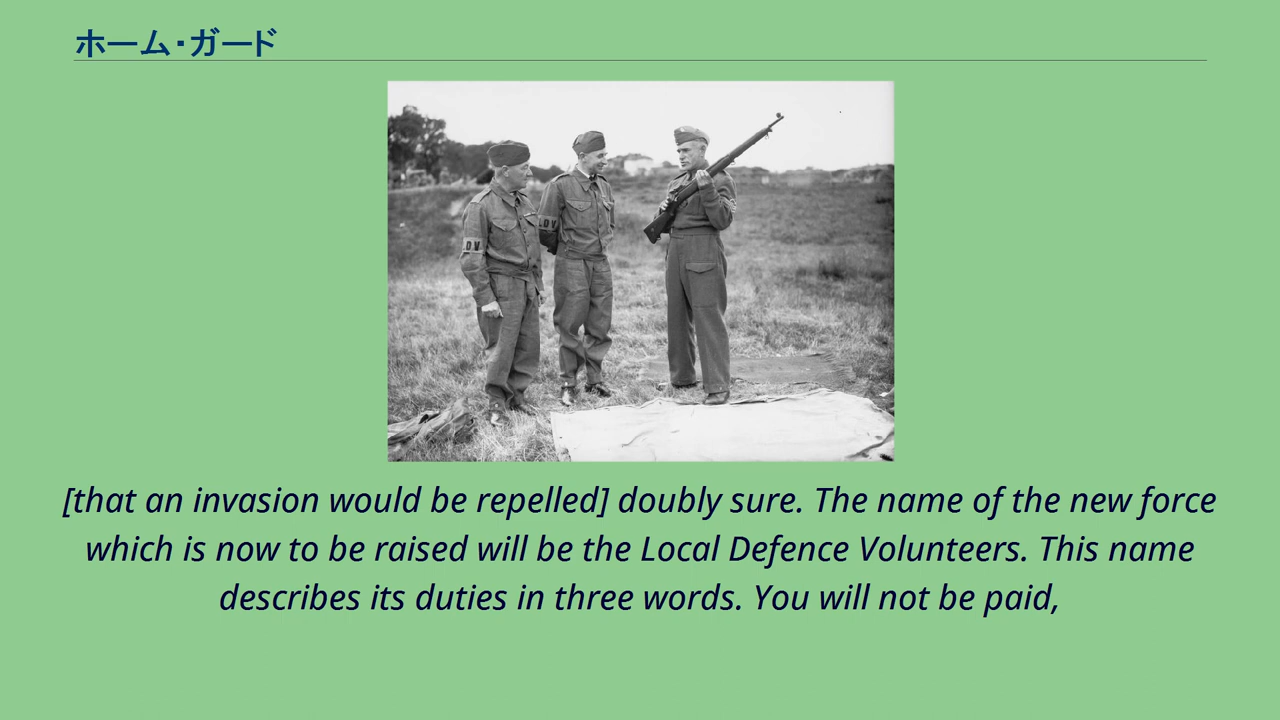 ホーム・ガード
LDV
LDV
[that an invasion would be repelled] doubly sure. The name of the new force
which is now to be raised will be the Local Defence Volunteers. This name
describes its duties in three words. You will not be paid,